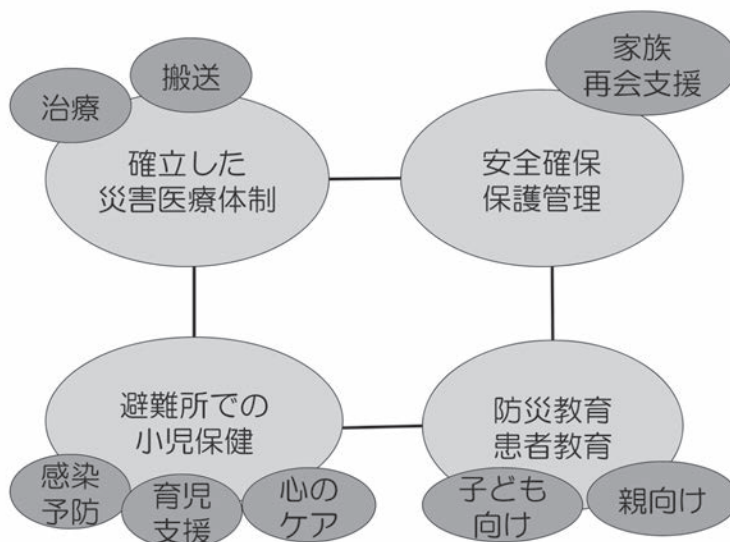 治療
搬送
確立した
災害医療体制
家族
再会支援
安全確保
保護管理
避難所での
小児保健
感染
予防
育児
支援
心の
ケア
防災教育
患者教育
子ども
向け
親向け